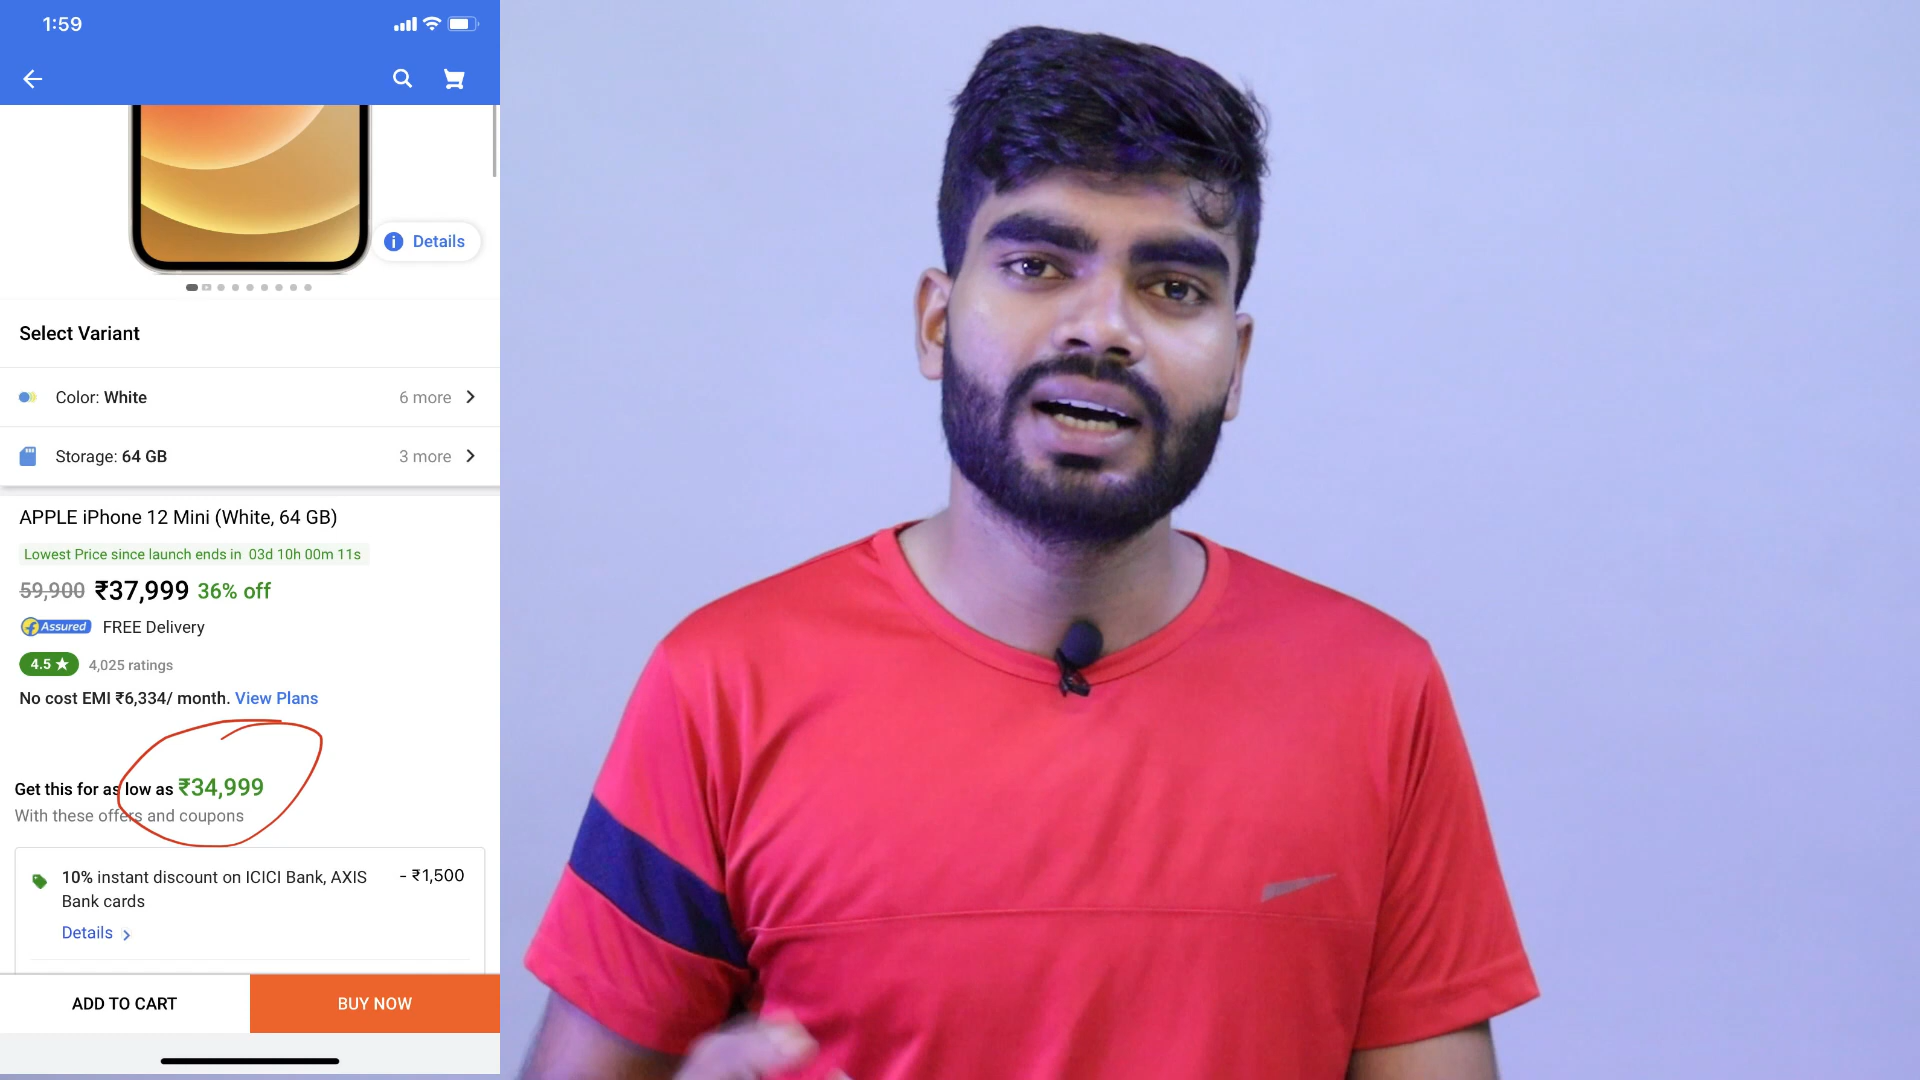 1:59
Details
Select Variant
Color: White 6 more
Storage: 64 GB 3 more
APPLE iPhone 12 Mini (White, 64 GB)
Lowest Price since launch ends in 03d 10h 00m 11s
59,900 ₹37,999 36% off
Assured FREE Delivery
4.5 ★ 4,025 ratings
No cost EMI ₹6,334/ month. View Plans
Get this for as low as ₹34,999
With these offers and coupons
10% instant discount on ICICI Bank, AXIS Bank cards - ₹1,500
Details
ADD TO CART BUY NOW